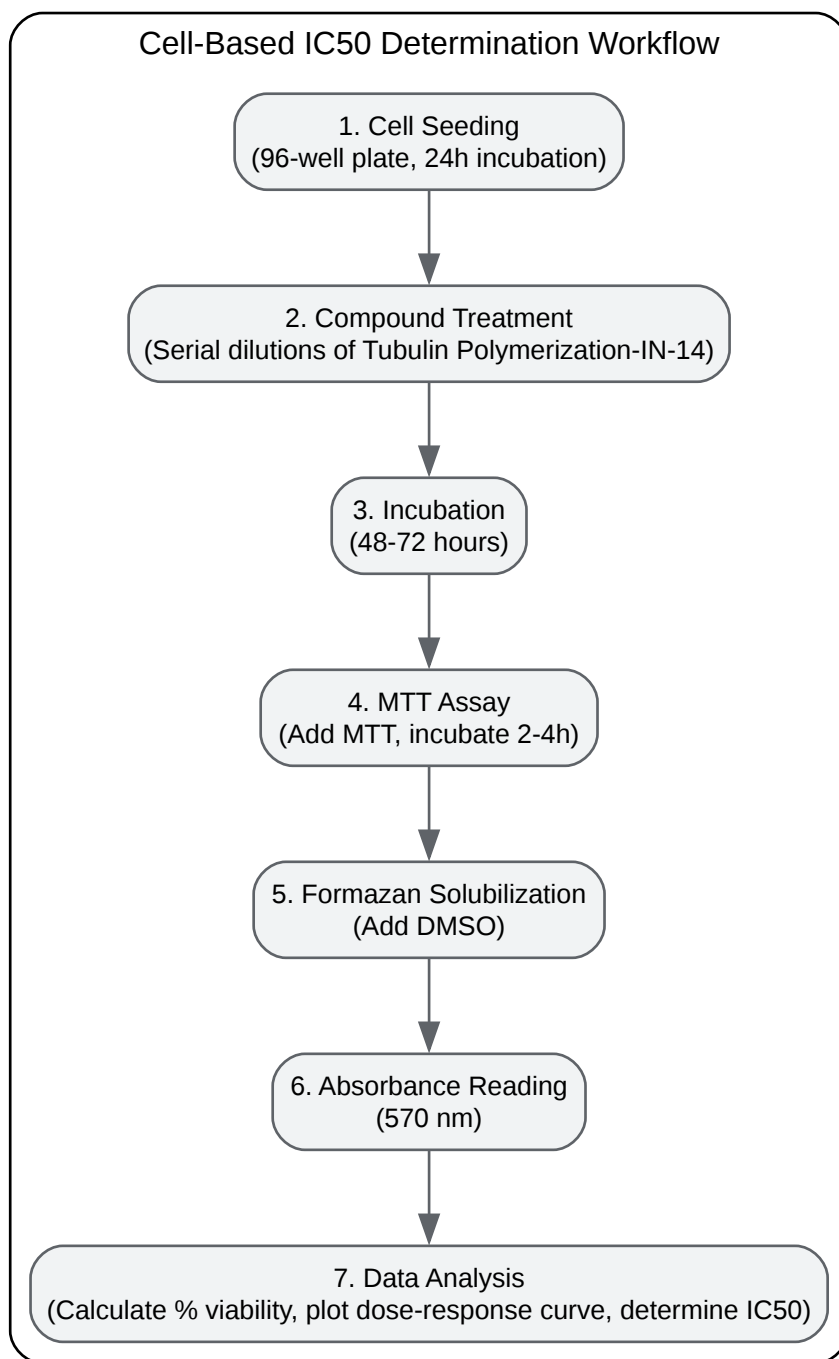 Cell-Based IC50 Determination Workflow
1. Cell Seeding
(96-well plate, 24h incubation)
2. Compound Treatment
(Serial dilutions of Tubulin Polymerization-IN-14)
3. Incubation
(48-72 hours)
4. MTT Assay
(Add MTT, incubate 2-4h)
5. Formazan Solubilization
(Add DMSO)
6. Absorbance Reading
(570 nm)
7. Data Analysis
(Calculate % viability, plot dose-response curve, determine IC50)